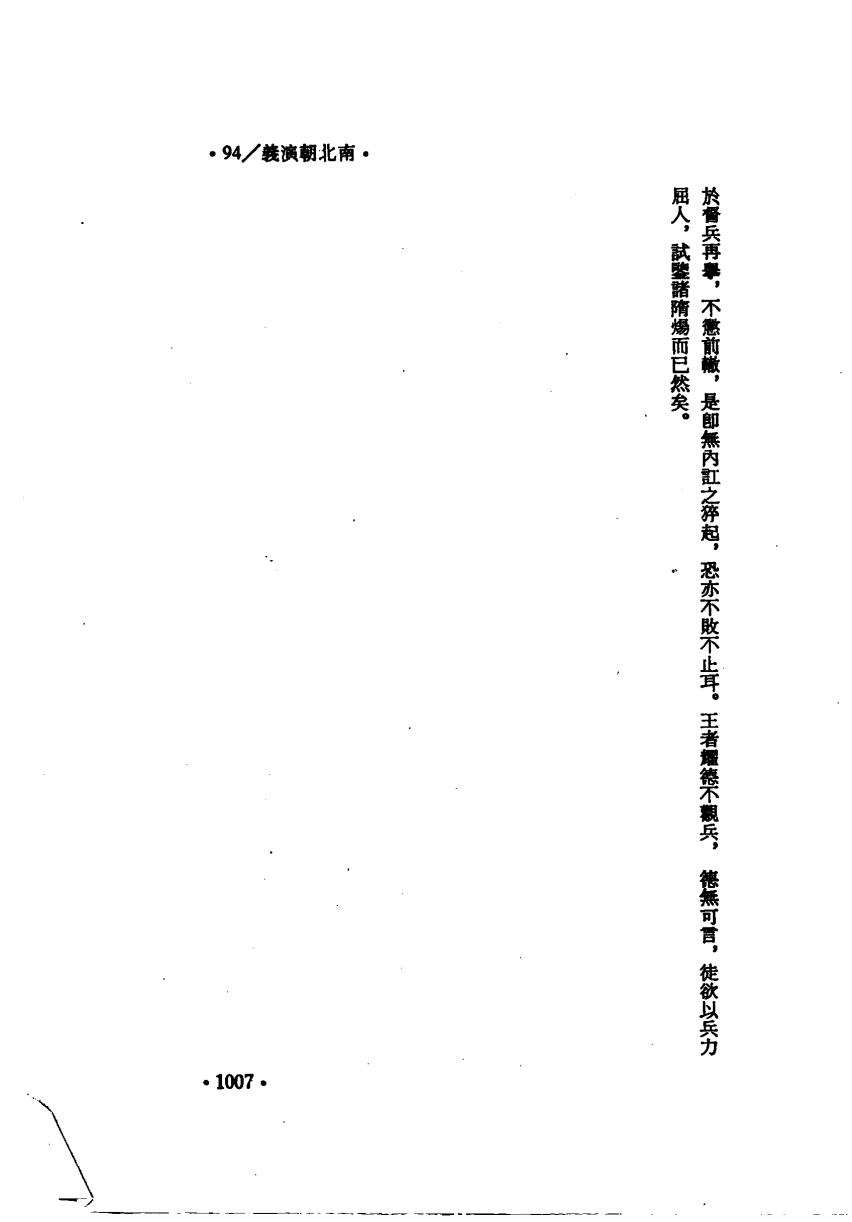 •94／義演朝北南•
於督兵再舉，不懲前轍，是卽無內訌之猝起，恐亦不敗不止耳。王者耀德不觀兵，德無可言，徒欲以兵力
屈人，試鑒諸隋煬而已然矣。
•1007•